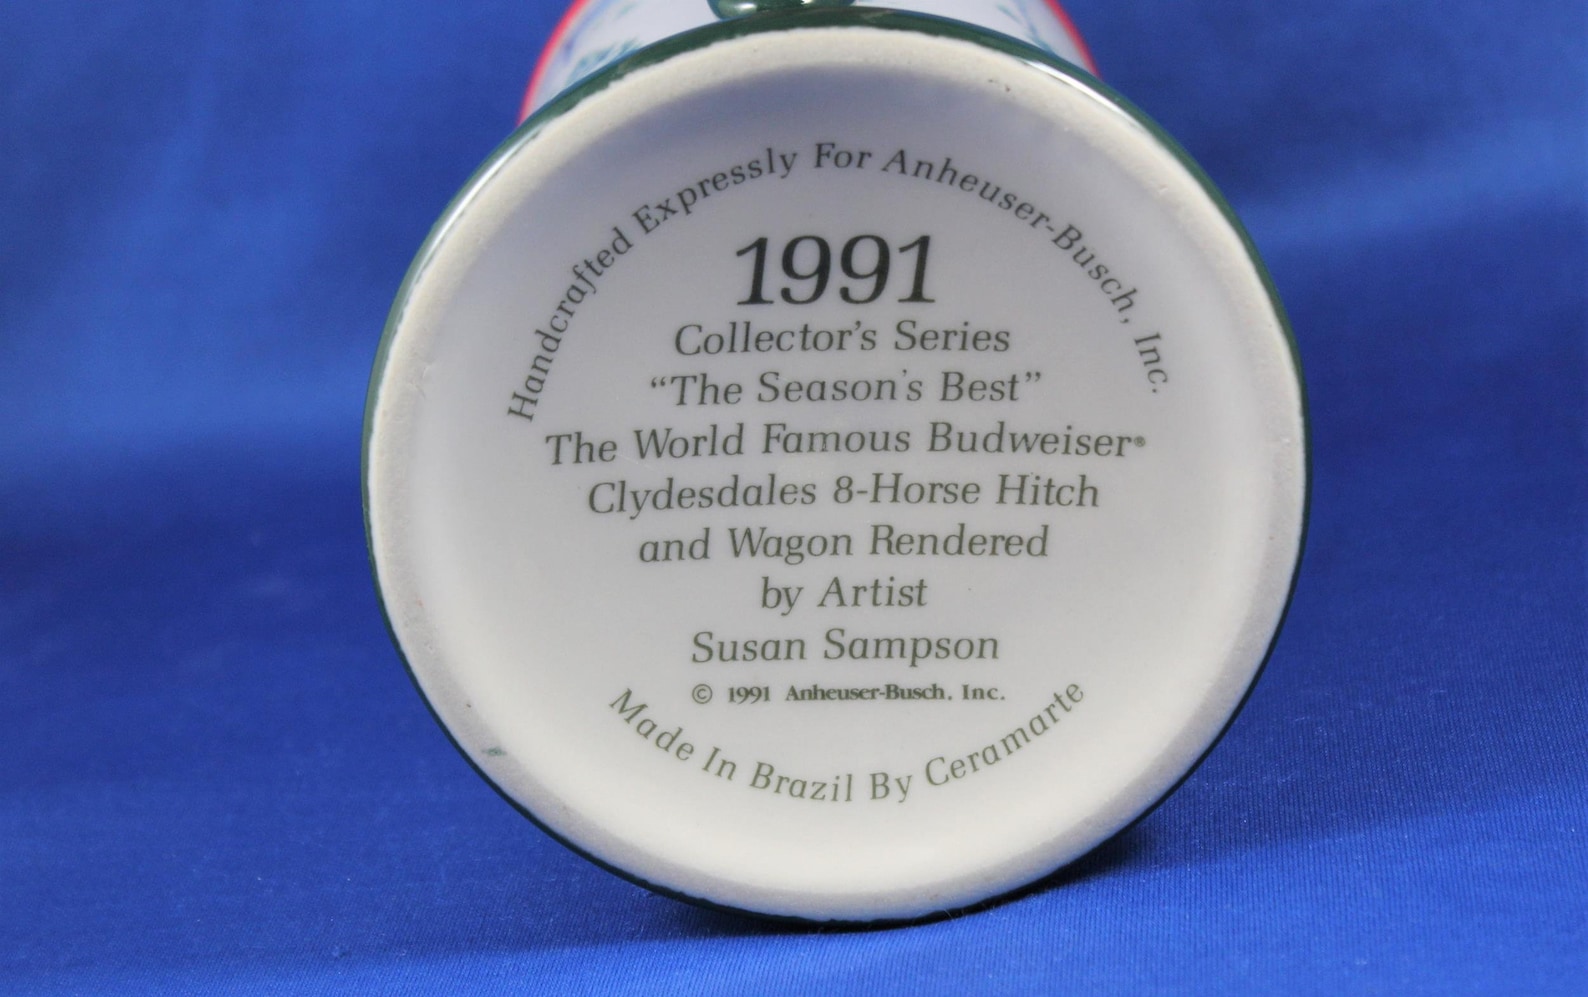 Handcrafted Expressly For Anheuser-Busch, Inc.
1991
Collector's Series
“The Season's Best”
The World Famous Budweiser®
Clydesdales 8-Horse Hitch
and Wagon Rendered
by Artist
Susan Sampson
© 1991 Anheuser-Busch. Inc.
Made In Brazil By Ceramarte